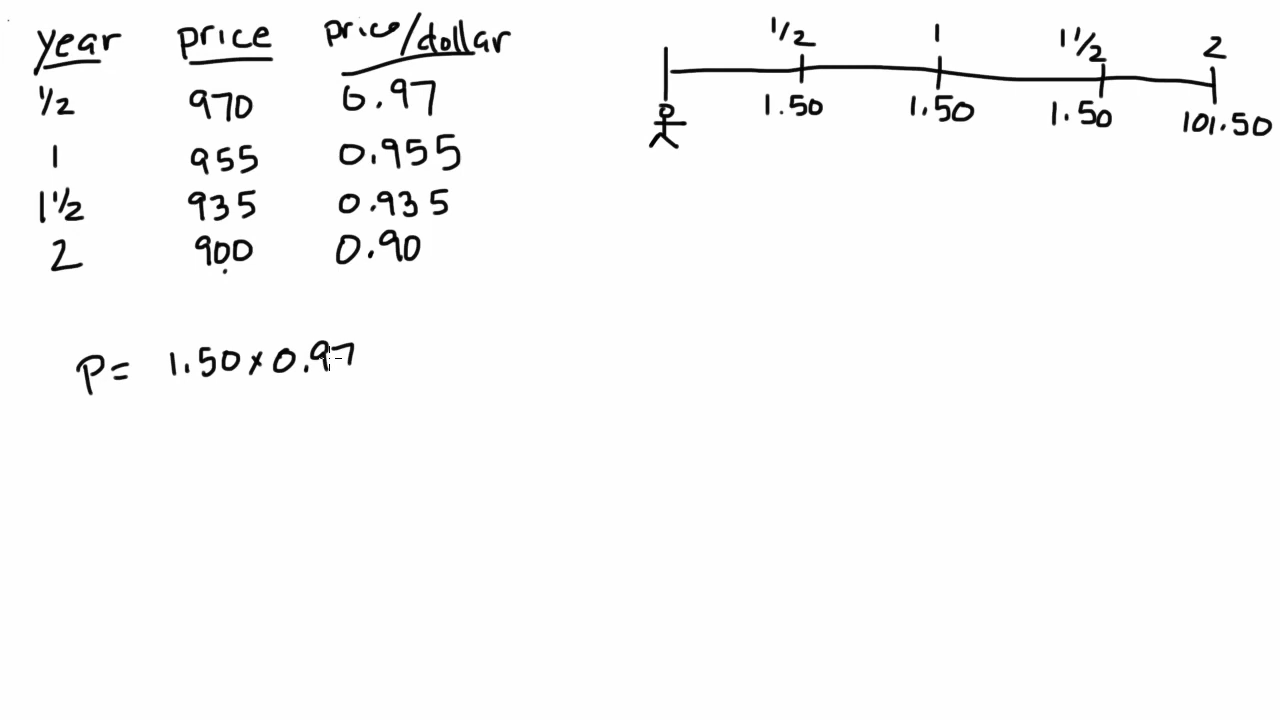 year price price/dollar
1/2 970 0.97
1 955 0.955
1 1/2 935 0.935
2 900 0.90
1/2 1 1 1/2 2
0 1.50 1.50 1.50 101.50
P= 1.50 x 0.97